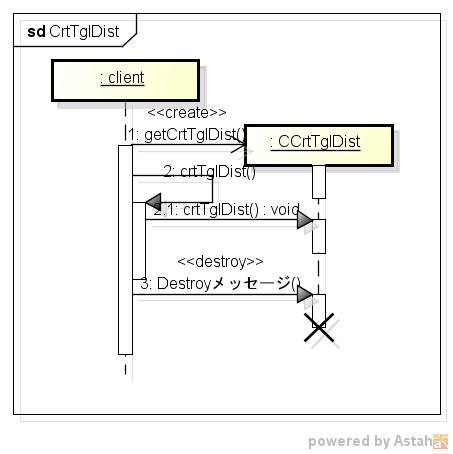 sd CrtTglDist
: client
<<create>>
1: getCrtTglDist()
: CCrtTglDist
2: crtTglDist()
2.1: crtTglDist() : void
<<destroy>>
3: Destroyメッセージ()
powered by Astah